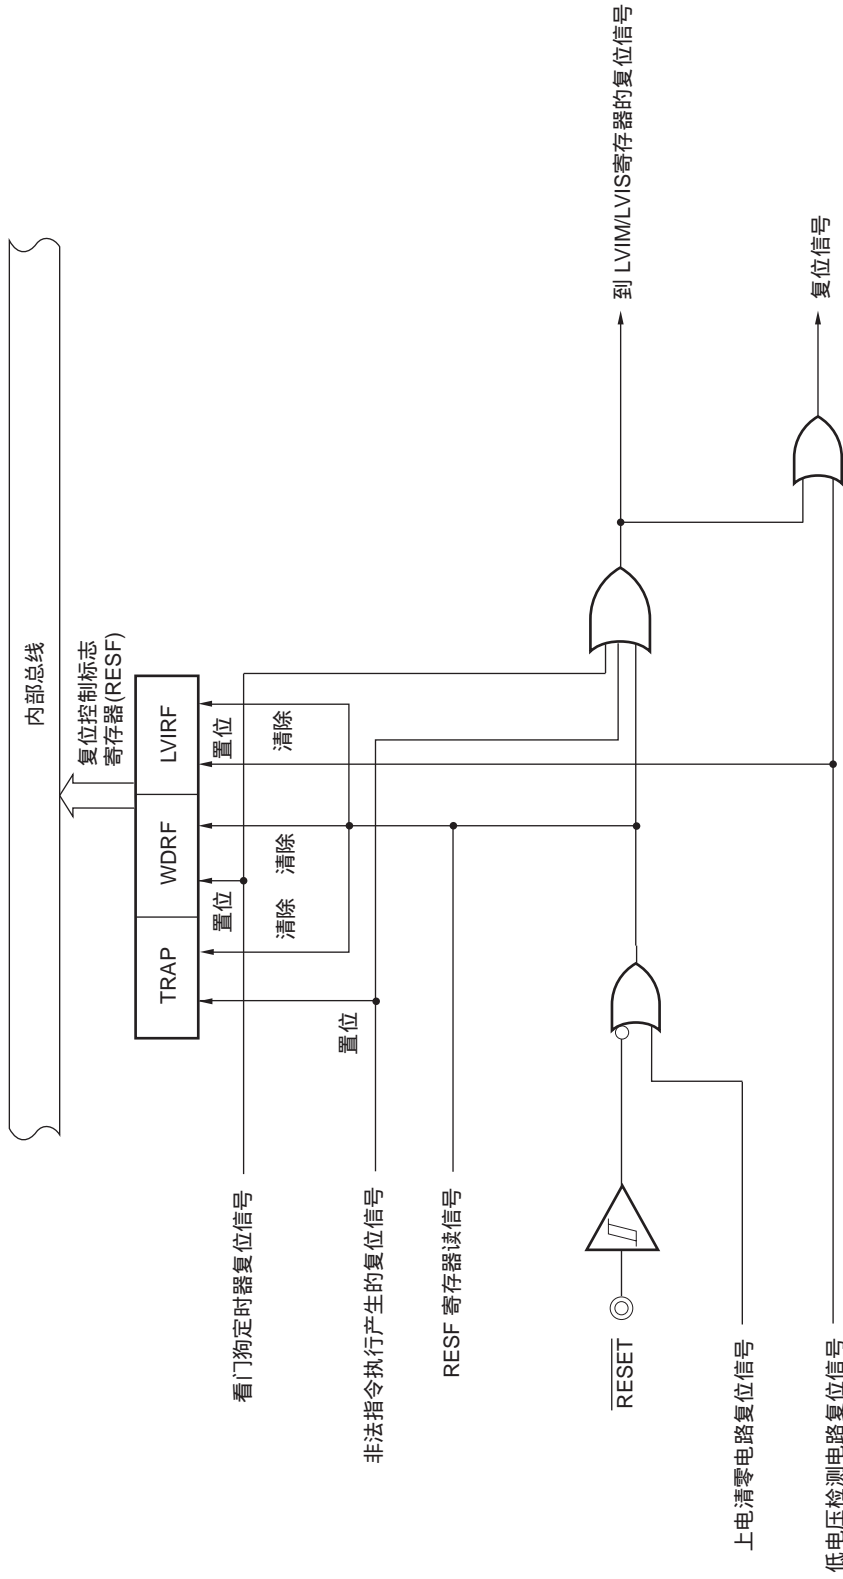 内部总线
复位控制标志
寄存器(RESF)
TRAP
WDRF
LVIRF
置位
清除
置位
清除
置位
清除
看门狗定时器复位信号
非法指令执行产生的复位信号
RESF 寄存器读信号
RESET
上电清零电路复位信号
低电压检测电路复位信号
到 LVIM/LVIS寄存器的复位信号
复位信号